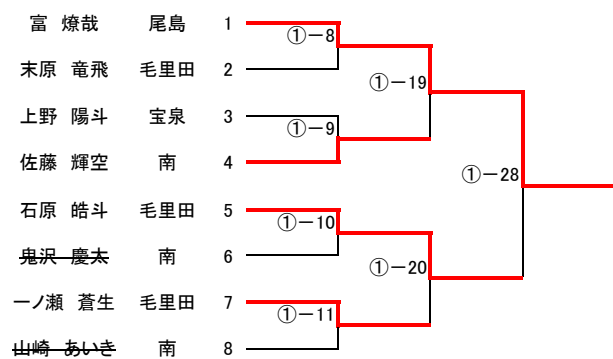 富 燎哉 尾島 1
①－8
末原 竜飛 毛里田 2
①－19
上野 陽斗 宝泉 3
①－9
佐藤 輝空 南 4
①－28
石原 皓斗 毛里田 5
①－10
鬼沢 慶太 南 6
①－20
一ノ瀬 蒼生 毛里田 7
①－11
山崎 あいき 南 8